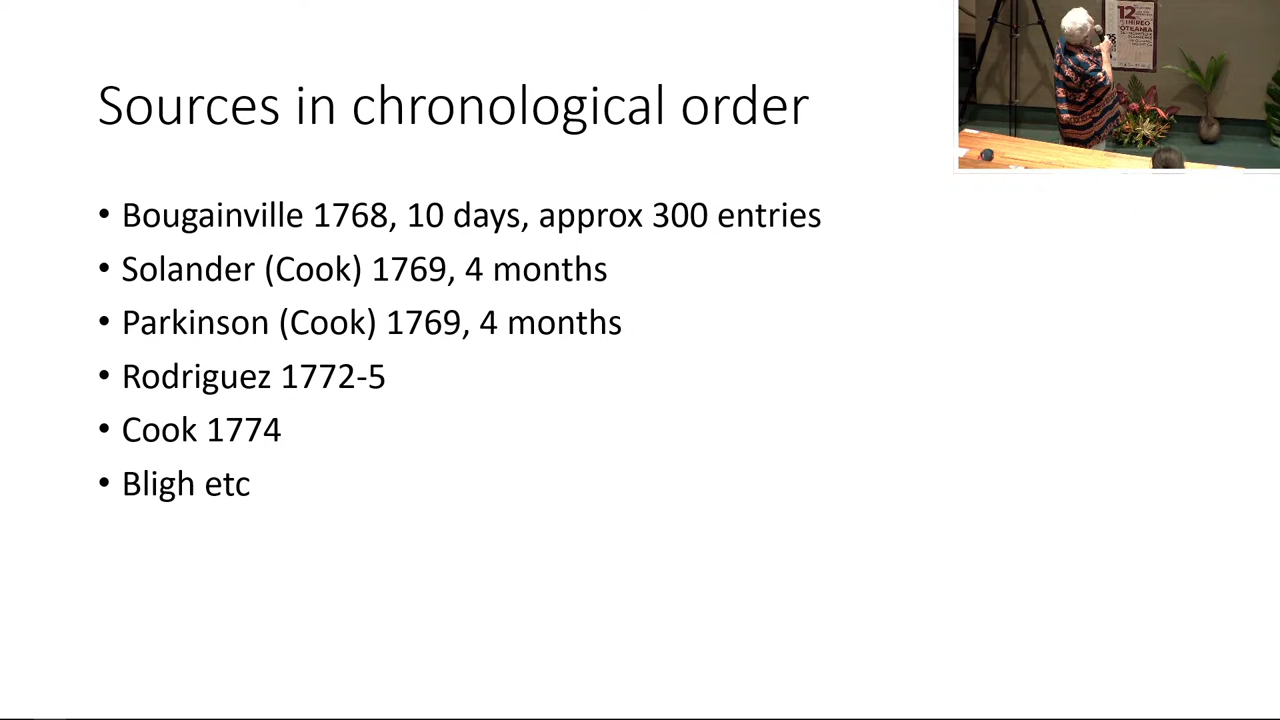 Sources in chronological order
• Bougainville 1768, 10 days, approx 300 entries
• Solander (Cook) 1769, 4 months
• Parkinson (Cook) 1769, 4 months
• Rodriguez 1772-5
• Cook 1774
• Bligh etc
12